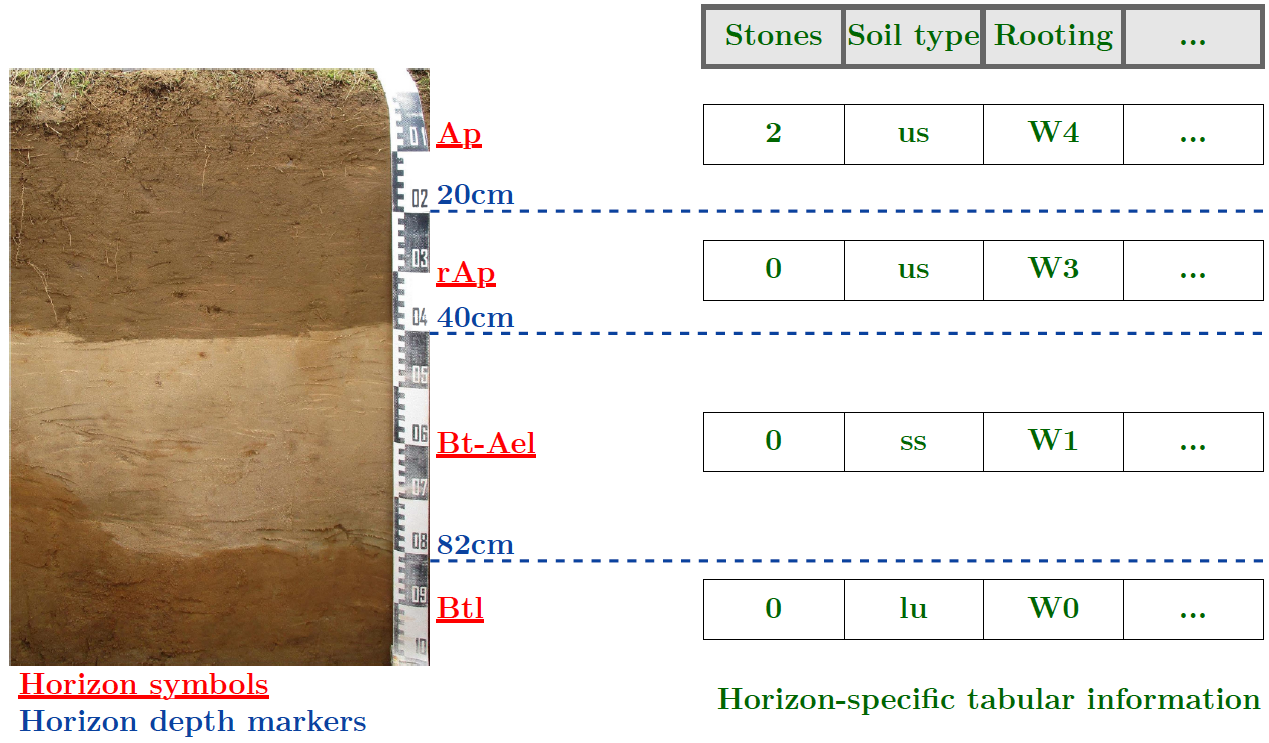 Stones Soil type Rooting ...
Ap 2 us W4 ...
01
20cm
02
03
rAp 0 us W3 ...
40cm
04
05
Bt-Ael 0 ss W1 ...
06
07
82cm
08
09
Btl 0 lu W0 ...
10
Horizon symbols
Horizon depth markers
Horizon-specific tabular information